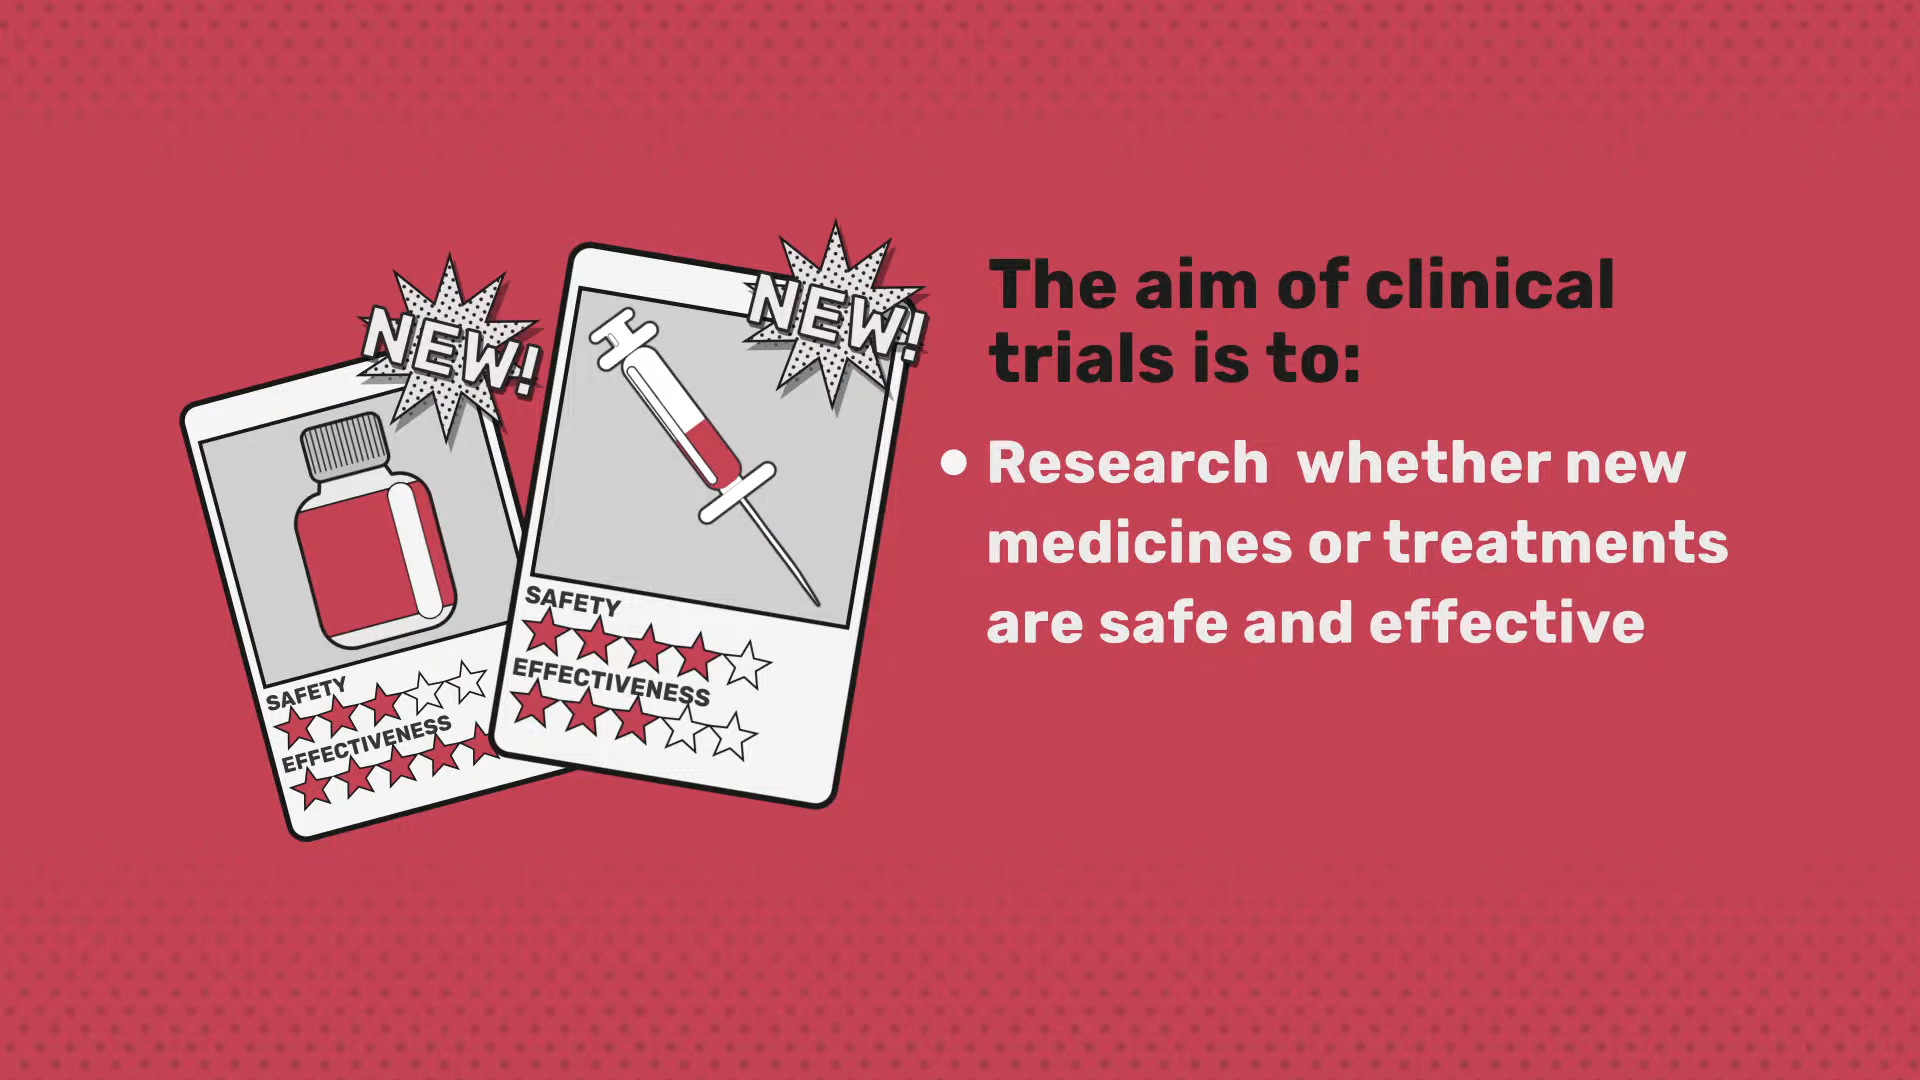 NEW!
SAFETY
EFFECTIVENESS
NEW!
SAFETY
EFFECTIVENESS
The aim of clinical
trials is to:
• Research whether new
medicines or treatments
are safe and effective